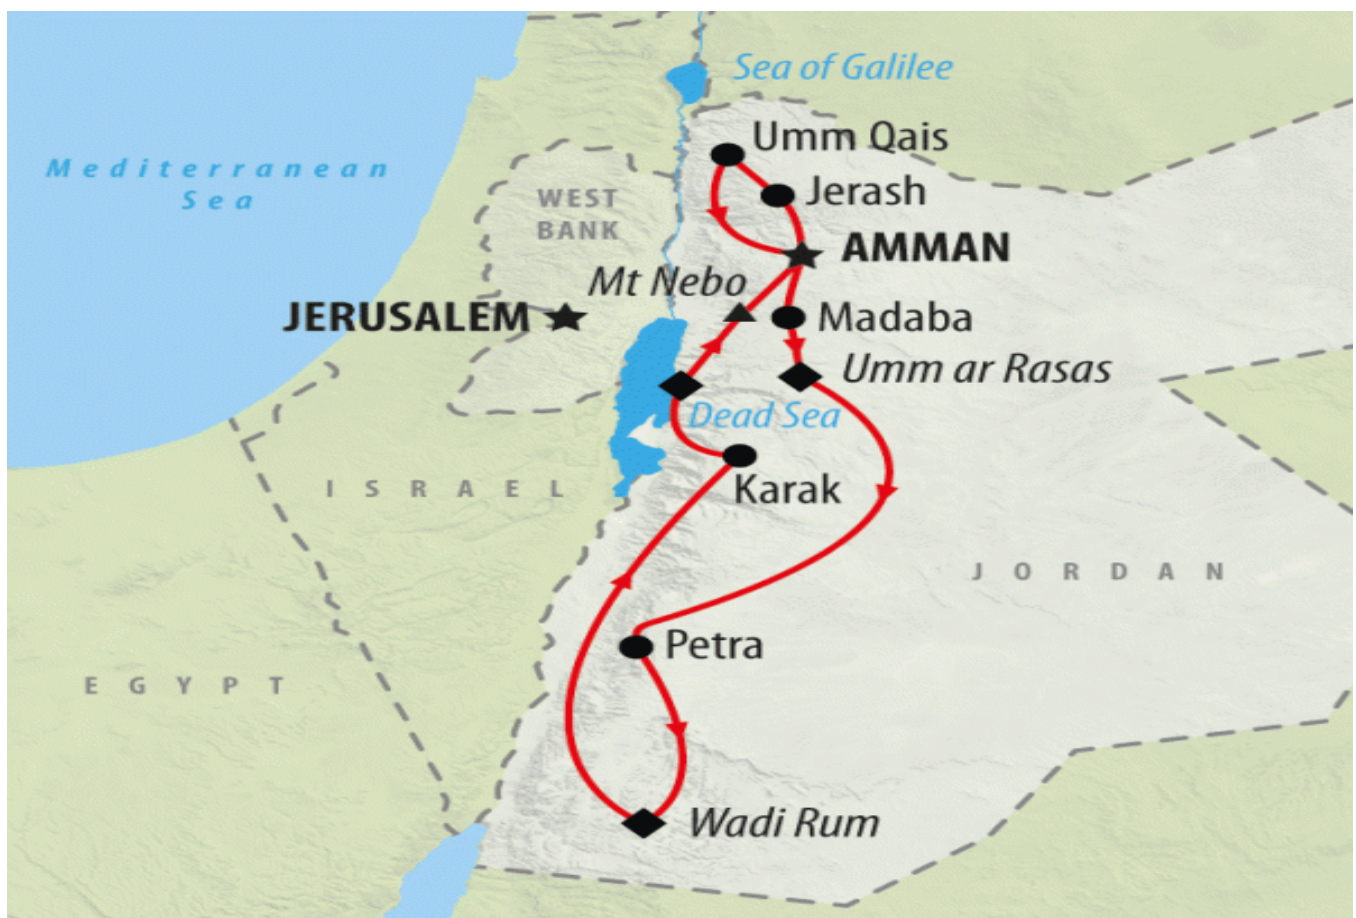 Sea of Galilee
Umm Qais
Mediterranean
Sea
Jerash
WEST
BANK
AMMAN
Mt Nebo
JERUSALEM
Madaba
Umm ar Rasas
Dead Sea
ISRAEL
Karak
JORDAN
Petra
EGYPT
Wadi Rum